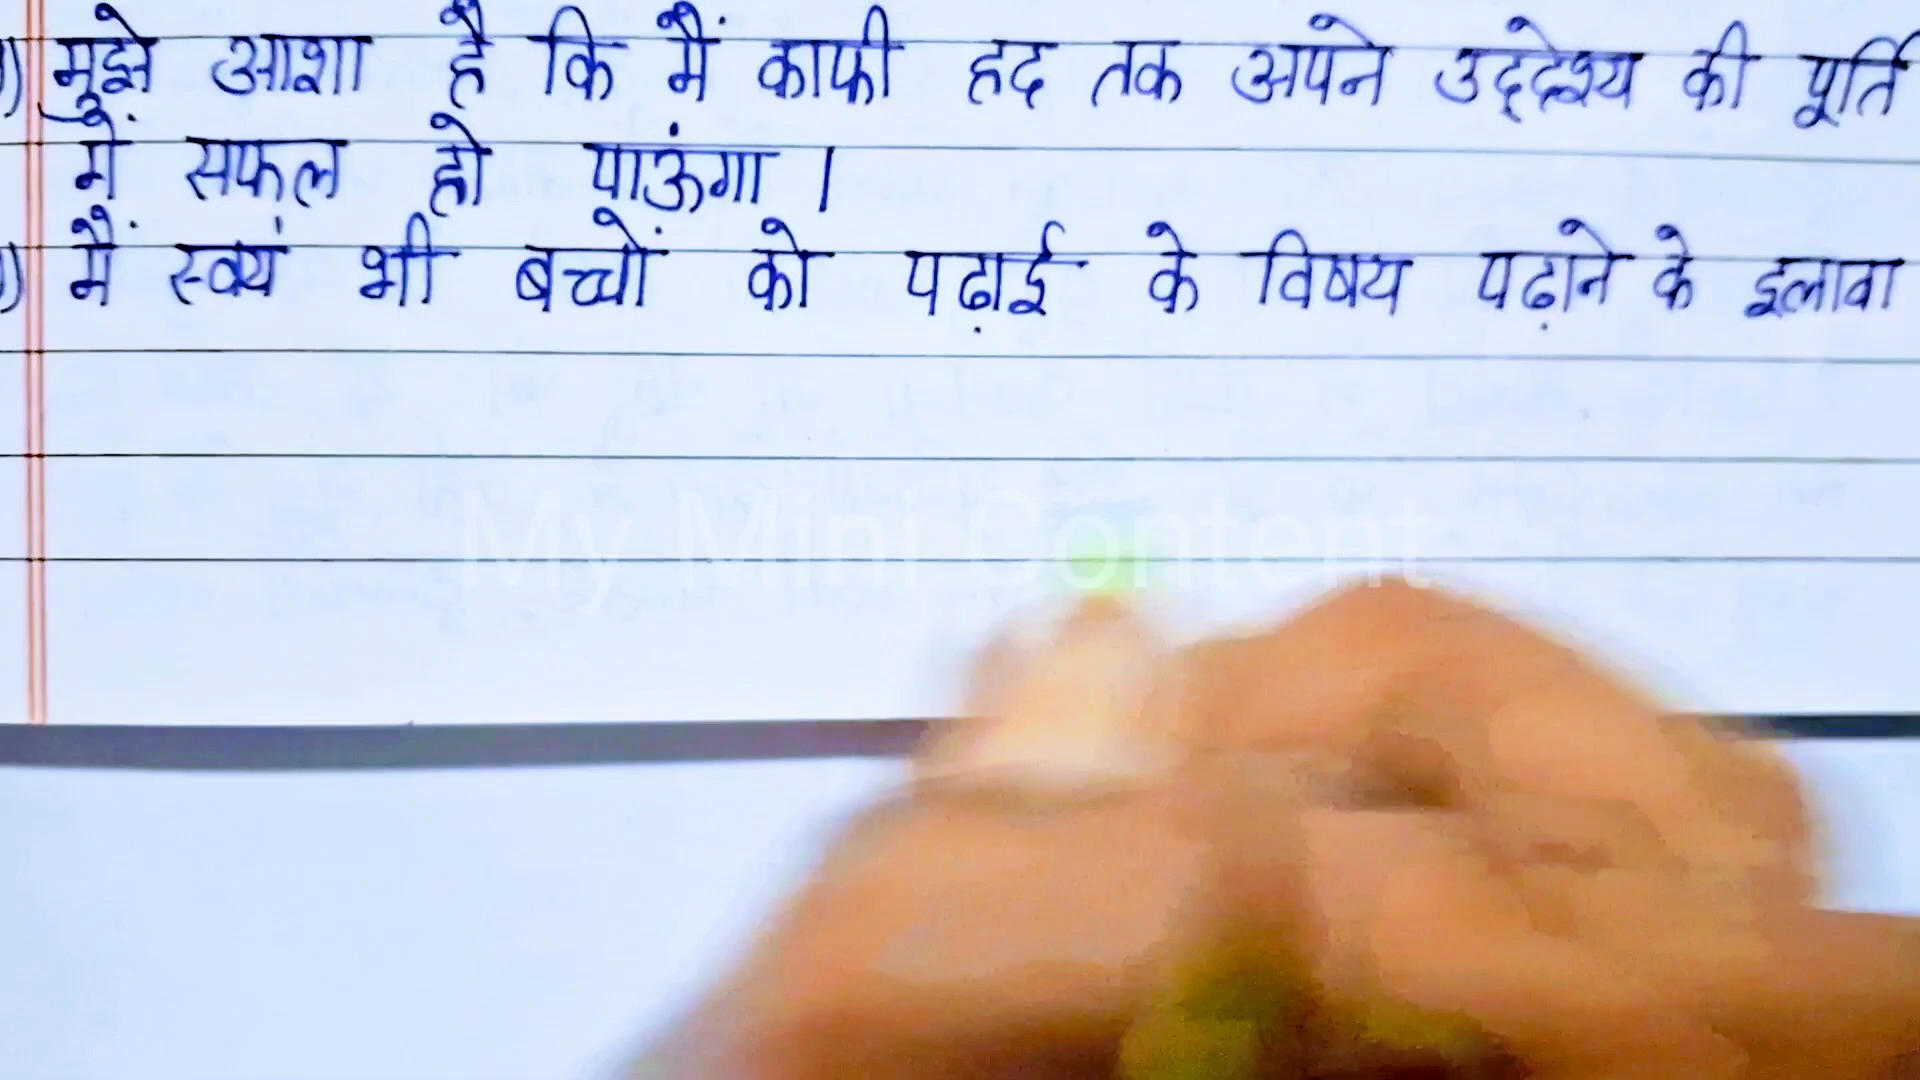 ) मुझे आशा है कि मैं काफी हद तक अपने उद्देश्य की पूर्ति
में सफल हो पाऊंगा ।
) मैं स्वयं भी बच्चों को पढ़ाई के विषय पढ़ाने के इलावा
My Mini Content